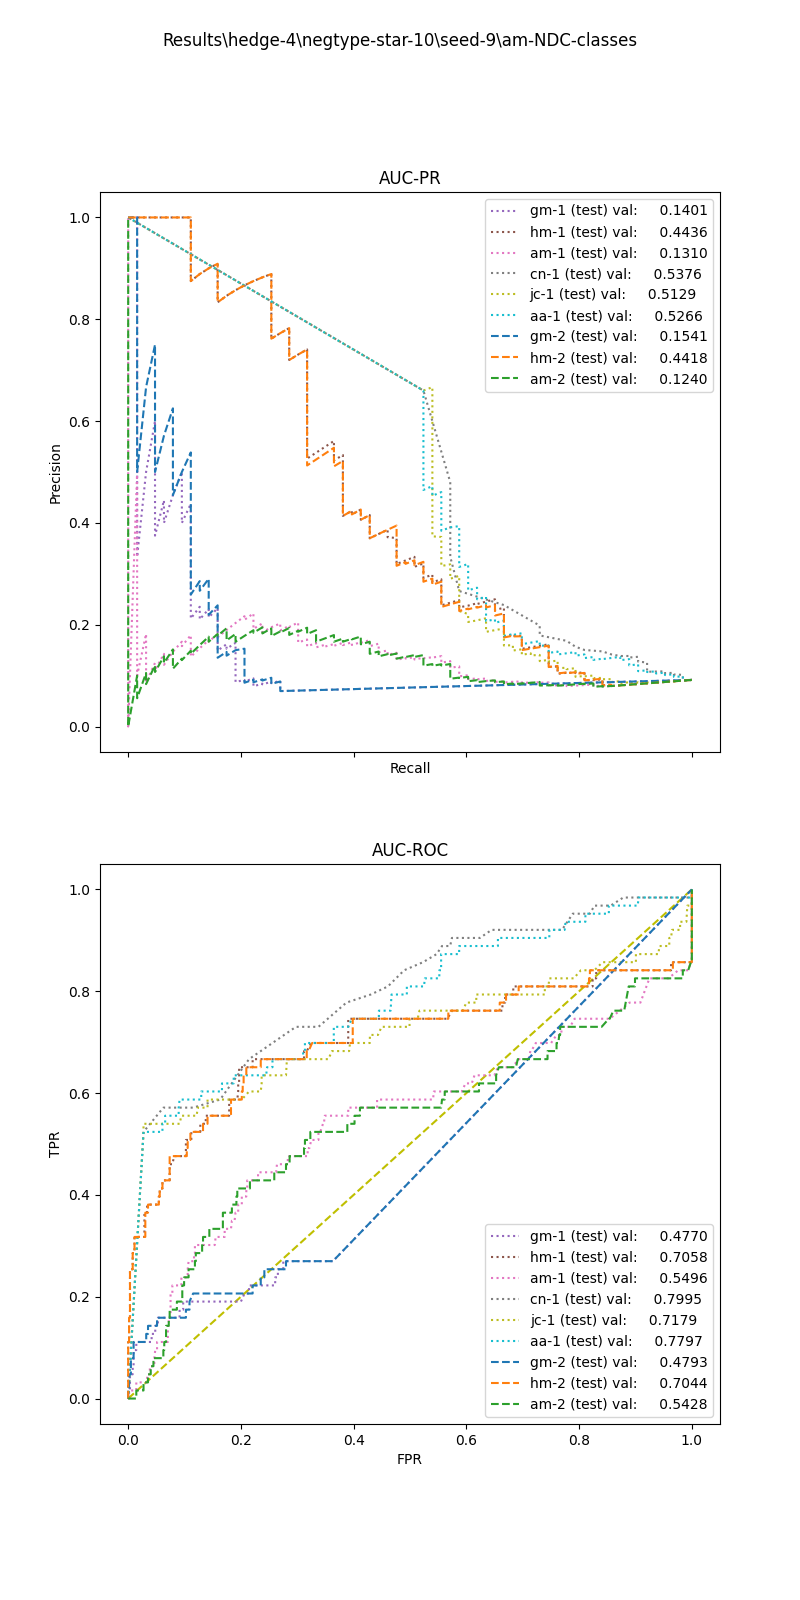 Results\hedge-4\negtype-star-10\seed-9\am-NDC-classes
AUC-PR
gm-1 (test) val: 0.1401
hm-1 (test) val: 0.4436
am-1 (test) val: 0.1310
cn-1 (test) val: 0.5376
jc-1 (test) val: 0.5129
aa-1 (test) val: 0.5266
gm-2 (test) val: 0.1541
hm-2 (test) val: 0.4418
am-2 (test) val: 0.1240
1.0
0.8
0.6
0.4
0.2
0.0
Precision
Recall
AUC-ROC
1.0
0.8
0.6
0.4
0.2
0.0
TPR
gm-1 (test) val: 0.4770
hm-1 (test) val: 0.7058
am-1 (test) val: 0.5496
cn-1 (test) val: 0.7995
jc-1 (test) val: 0.7179
aa-1 (test) val: 0.7797
gm-2 (test) val: 0.4793
hm-2 (test) val: 0.7044
am-2 (test) val: 0.5428
0.0 0.2 0.4 0.6 0.8 1.0
FPR